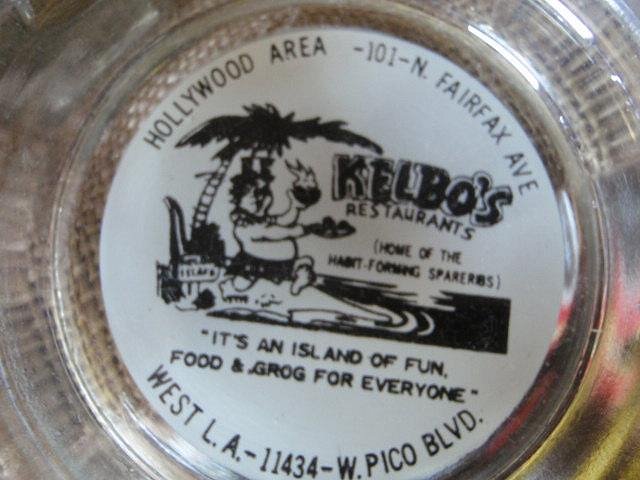 HOLLYWOOD AREA -101-N. FAIRFAX AVE
KELBO'S
RESTAURANTS
(HOME OF THE
HABIT-FORMING SPARERIBS)
ISLAND
"IT'S AN ISLAND OF FUN,
FOOD & GROG FOR EVERYONE"
WEST L.A.-11434-W. PICO BLVD.